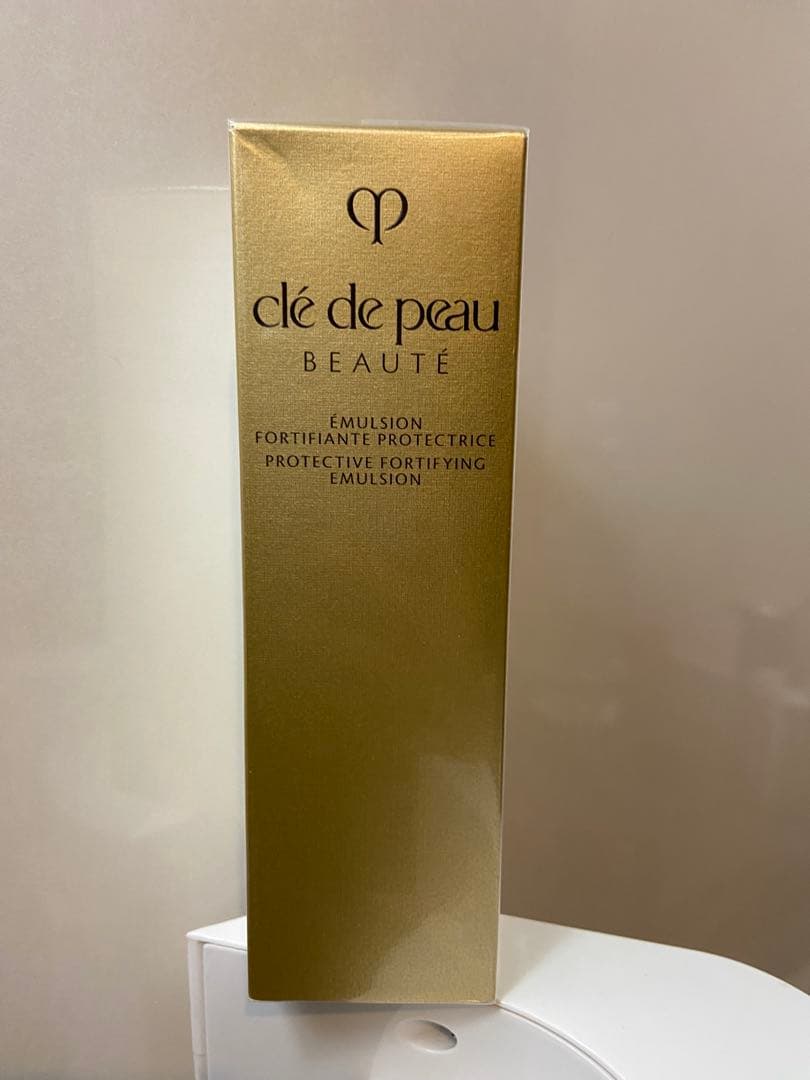 clé de peau
BEAUTÉ
ÉMULSION
FORTIFIANTE PROTECTRICE
PROTECTIVE FORTIFYING
EMULSION